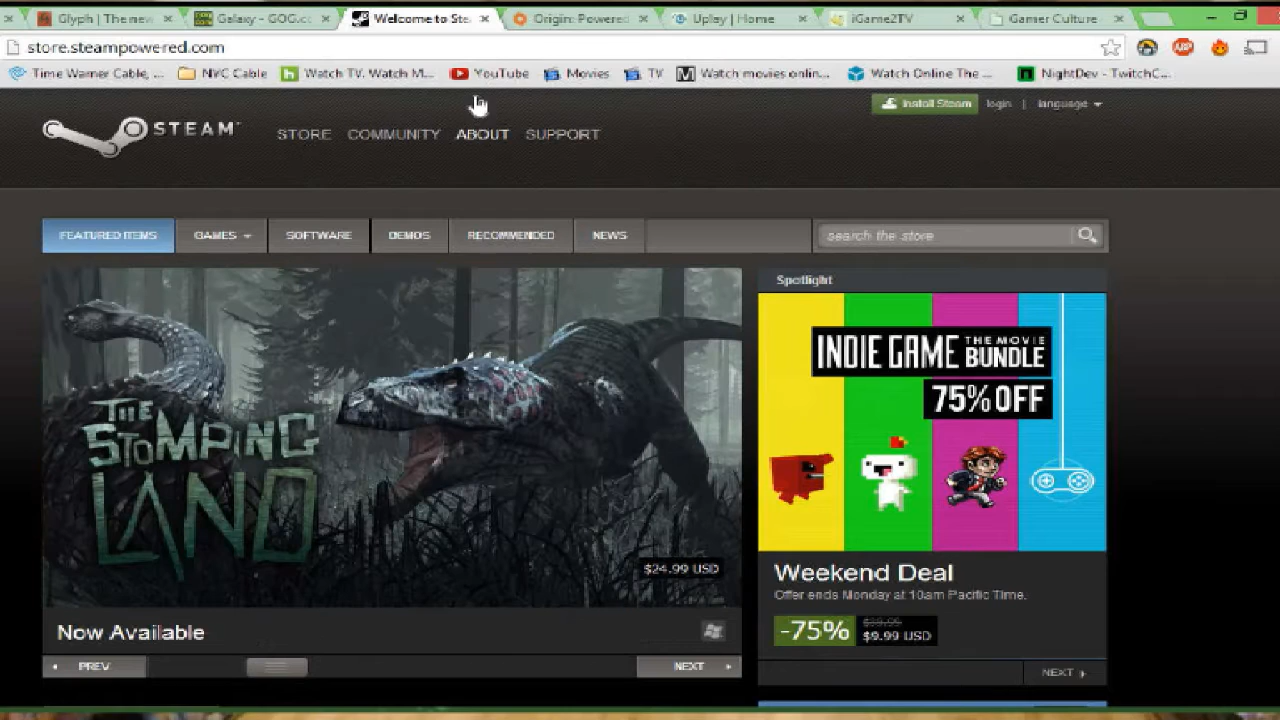 Glyph | The new
Galaxy - GOG.co
Welcome to Ste
Origin: Powered
Uplay | Home
iGame2TV
Gamer Culture
store.steampowered.com
ABP
Time Warner Cable, ...
NYC Cable
Watch TV. Watch M...
YouTube
Movies
TV
Watch movies onlin...
Watch Online The ...
NightDev - TwitchC...
Install Steam
login | language
STEAM™
STORE COMMUNITY ABOUT SUPPORT
FEATURED ITEMS
GAMES
SOFTWARE
DEMOS
RECOMMENDED
NEWS
search the store
THE STOMPING LAND
$24.99 USD
Now Available
PREV
NEXT
Spotlight
INDIE GAME THE MOVIE BUNDLE
75% OFF
Weekend Deal
Offer ends Monday at 10am Pacific Time.
-75%
$39.99
$9.99 USD
NEXT